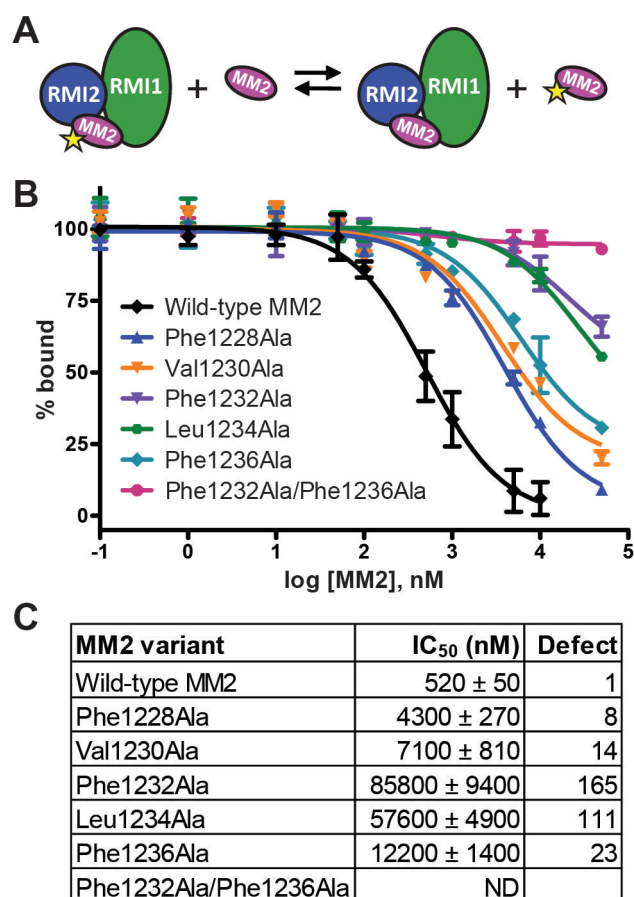 A
RMI2 RMI1 + MM2 RMI2 RMI1 + MM2
MM2 MM2
B
% bound
100
75
50
25
0
Wild-type MM2
Phe1228Ala
Val1230Ala
Phe1232Ala
Leu1234Ala
Phe1236Ala
Phe1232Ala/Phe1236Ala
-1 0 1 2 3 4 5
log [MM2], nM
C
MM2 variant IC50 (nM) Defect
Wild-type MM2 520 ± 50 1
Phe1228Ala 4300 ± 270 8
Val1230Ala 7100 ± 810 14
Phe1232Ala 85800 ± 9400 165
Leu1234Ala 57600 ± 4900 111
Phe1236Ala 12200 ± 1400 23
Phe1232Ala/Phe1236Ala ND